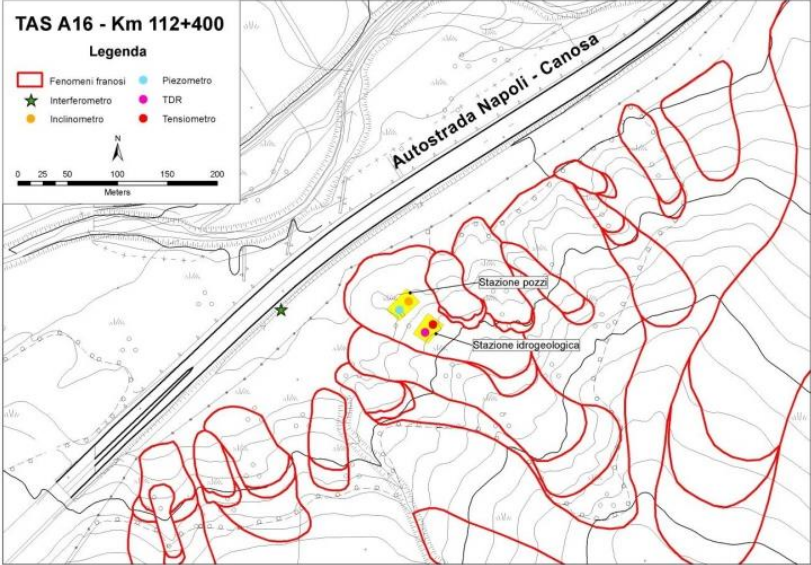 TAS A16 - Km 112+400
Legenda
Fenomeni franosi
Interferometro
Inclinometro
Piezometro
TDR
Tensiometro
N
0 25 50 100 150 200
Meters
Autostrada Napoli - Canosa
Stazione pozzi
Stazione idrogeologica